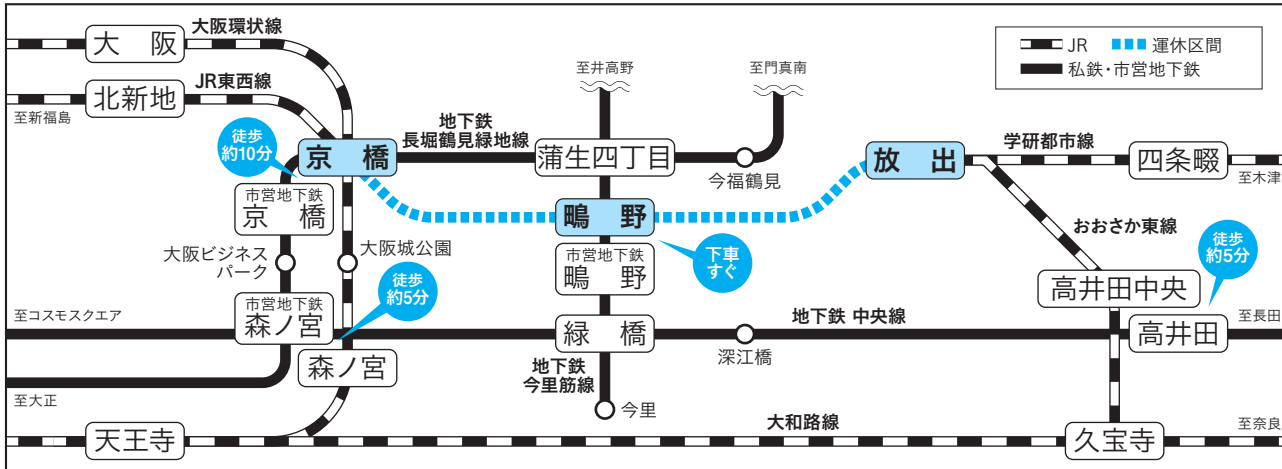 大阪環状線
大　阪
JR東西線
北新地
至新福島
徒歩
約10分
京　橋
市営地下鉄
京　橋
地下鉄
長堀鶴見緑地線
至井高野
至門真南
蒲生四丁目
今福鶴見
JR
運休区間
私鉄・市営地下鉄
放　出
学研都市線
四条畷
至木津
鴫　野
下車
すぐ
市営地下鉄
鴫　野
おおさか東線
徒歩
約5分
大阪ビジネス
パーク
大阪城公園
徒歩
約5分
高井田中央
至コスモスクエア
市営地下鉄
森ノ宮
緑　橋
深江橋
地下鉄 中央線
高井田
至長田
森ノ宮
地下鉄
今里筋線
至大正
今里
大和路線
天王寺
久宝寺
至奈良